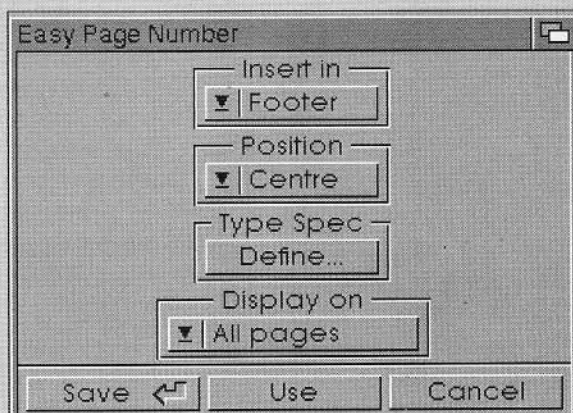 Easy Page Number
Insert in
Footer
Position
Centre
Type Spec
Define...
Display on
All pages
Save Use Cancel